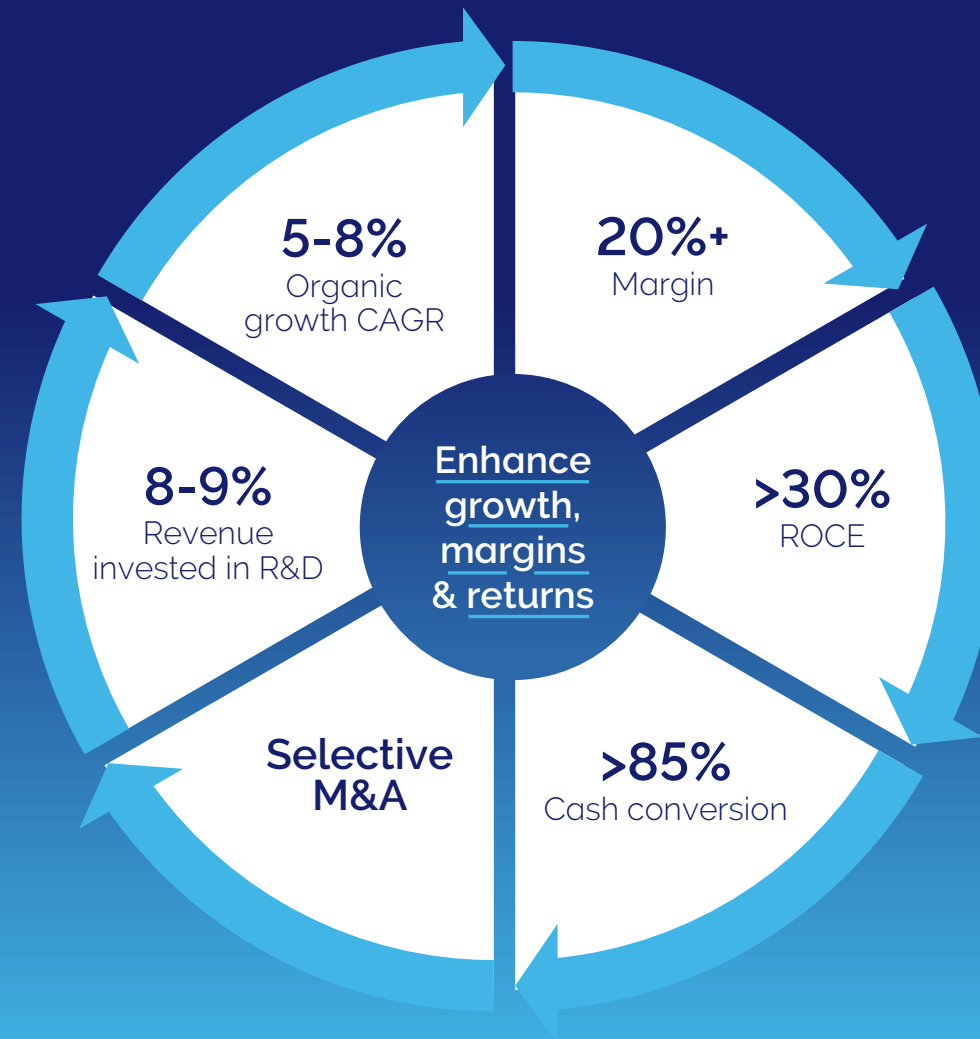 5-8%
Organic
growth CAGR
20%+
Margin
>30%
ROCE
>85%
Cash conversion
Selective
M&A
8-9%
Revenue
invested in R&D
Enhance
growth,
margins
& returns